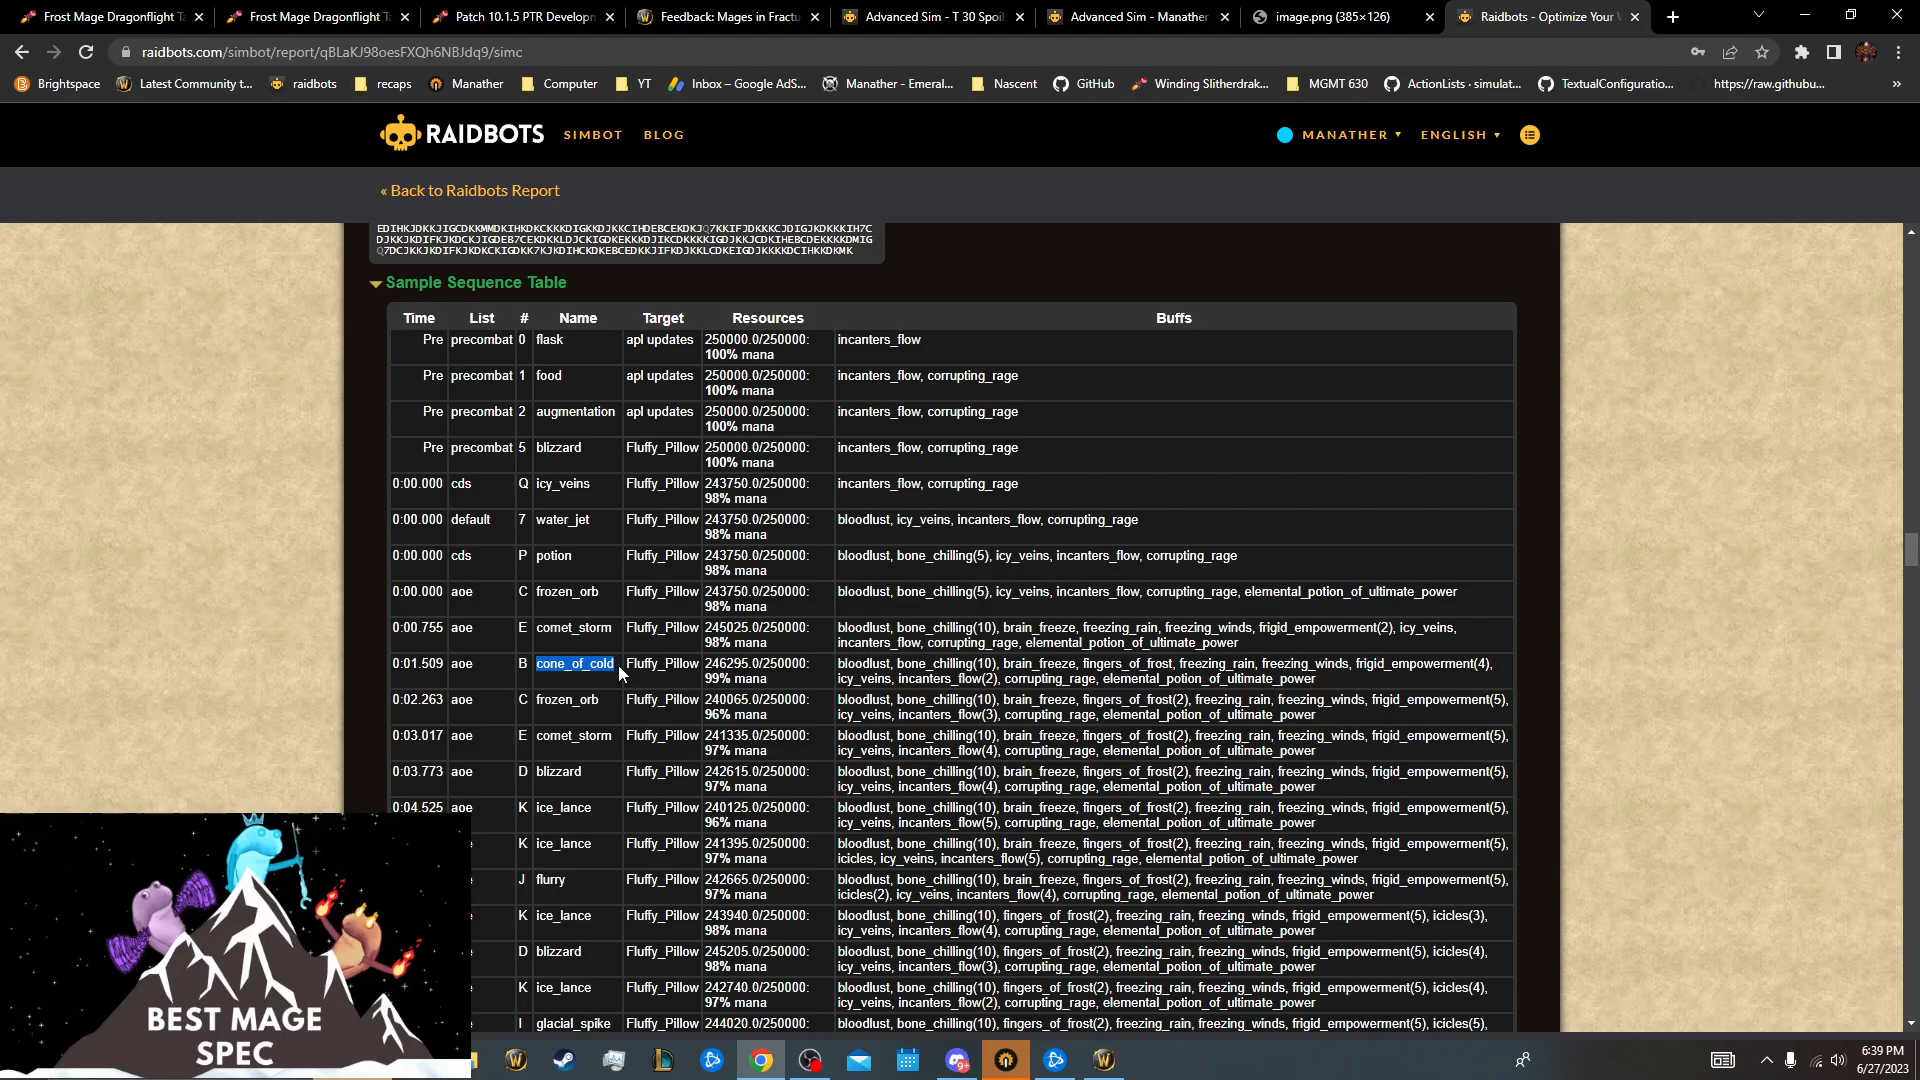 Frost Mage Dragonflight Ta
Frost Mage Dragonflight Ta
Patch 10.1.5 PTR Developm
Feedback: Mages in Fractu
Advanced Sim - T 30 Spoil
Advanced Sim - Manather
image.png (385×126)
Raidbots - Optimize Your W
raidbots.com/simbot/report/qBLaKJ98oesFXQh6NBJdq9/simc
Brightspace
Latest Community t...
raidbots
recaps
Manather
Computer
YT
Inbox – Google AdS...
Manather - Emeral...
Nascent
GitHub
Winding Slitherdrak...
MGMT 630
ActionLists · simulat...
TextualConfiguratio...
https://raw.githubu...
RAIDBOTS
SIMBOT
BLOG
MANATHER
ENGLISH
« Back to Raidbots Report
Sample Sequence Table
Time List # Name Target Resources Buffs
Pre precombat 0 flask apl updates 250000.0/250000: incanters_flow
100% mana
Pre precombat 1 food apl updates 250000.0/250000: incanters_flow, corrupting_rage
100% mana
Pre precombat 2 augmentation apl updates 250000.0/250000: incanters_flow, corrupting_rage
100% mana
Pre precombat 5 blizzard Fluffy_Pillow 250000.0/250000: incanters_flow, corrupting_rage
100% mana
0:00.000 cds Q icy_veins Fluffy_Pillow 243750.0/250000: incanters_flow, corrupting_rage
98% mana
0:00.000 default 7 water_jet Fluffy_Pillow 243750.0/250000: bloodlust, icy_veins, incanters_flow, corrupting_rage
98% mana
0:00.000 cds P potion Fluffy_Pillow 243750.0/250000: bloodlust, bone_chilling(5), icy_veins, incanters_flow, corrupting_rage
98% mana
0:00.000 aoe C frozen_orb Fluffy_Pillow 243750.0/250000: bloodlust, bone_chilling(5), icy_veins, incanters_flow, corrupting_rage, elemental_potion_of_ultimate_power
98% mana
0:00.755 aoe E comet_storm Fluffy_Pillow 245025.0/250000: bloodlust, bone_chilling(10), brain_freeze, freezing_rain, freezing_winds, frigid_empowerment(2), icy_veins,
98% mana incanters_flow, corrupting_rage, elemental_potion_of_ultimate_power
0:01.509 aoe B cone_of_cold Fluffy_Pillow 246295.0/250000: bloodlust, bone_chilling(10), brain_freeze, fingers_of_frost, freezing_rain, freezing_winds, frigid_empowerment(4),
99% mana icy_veins, incanters_flow(2), corrupting_rage, elemental_potion_of_ultimate_power
0:02.263 aoe C frozen_orb Fluffy_Pillow 240065.0/250000: bloodlust, bone_chilling(10), brain_freeze, fingers_of_frost(2), freezing_rain, freezing_winds, frigid_empowerment(5),
96% mana icy_veins, incanters_flow(3), corrupting_rage, elemental_potion_of_ultimate_power
0:03.017 aoe E comet_storm Fluffy_Pillow 241335.0/250000: bloodlust, bone_chilling(10), brain_freeze, fingers_of_frost(2), freezing_rain, freezing_winds, frigid_empowerment(5),
97% mana icy_veins, incanters_flow(4), corrupting_rage, elemental_potion_of_ultimate_power
0:03.773 aoe D blizzard Fluffy_Pillow 242615.0/250000: bloodlust, bone_chilling(10), brain_freeze, fingers_of_frost(2), freezing_rain, freezing_winds, frigid_empowerment(5),
97% mana icy_veins, incanters_flow(4), corrupting_rage, elemental_potion_of_ultimate_power
0:04.525 aoe K ice_lance Fluffy_Pillow 240125.0/250000: bloodlust, bone_chilling(10), brain_freeze, fingers_of_frost(2), freezing_rain, freezing_winds, frigid_empowerment(5),
96% mana icy_veins, incanters_flow(5), corrupting_rage, elemental_potion_of_ultimate_power
K ice_lance Fluffy_Pillow 241395.0/250000: bloodlust, bone_chilling(10), brain_freeze, fingers_of_frost(2), freezing_rain, freezing_winds, frigid_empowerment(5),
97% mana icicles, icy_veins, incanters_flow(5), corrupting_rage, elemental_potion_of_ultimate_power
J flurry Fluffy_Pillow 242665.0/250000: bloodlust, bone_chilling(10), brain_freeze, fingers_of_frost(2), freezing_rain, freezing_winds, frigid_empowerment(5),
97% mana icicles(2), icy_veins, incanters_flow(4), corrupting_rage, elemental_potion_of_ultimate_power
K ice_lance Fluffy_Pillow 243940.0/250000: bloodlust, bone_chilling(10), fingers_of_frost(2), freezing_rain, freezing_winds, frigid_empowerment(5), icicles(3),
98% mana icy_veins, incanters_flow(4), corrupting_rage, elemental_potion_of_ultimate_power
D blizzard Fluffy_Pillow 245205.0/250000: bloodlust, bone_chilling(10), fingers_of_frost(2), freezing_rain, freezing_winds, frigid_empowerment(5), icicles(4),
98% mana icy_veins, incanters_flow(3), corrupting_rage, elemental_potion_of_ultimate_power
K ice_lance Fluffy_Pillow 242740.0/250000: bloodlust, bone_chilling(10), fingers_of_frost(2), freezing_rain, freezing_winds, frigid_empowerment(5), icicles(4),
97% mana icy_veins, incanters_flow(2), corrupting_rage, elemental_potion_of_ultimate_power
I glacial_spike Fluffy_Pillow 244020.0/250000: bloodlust, bone_chilling(10), fingers_of_frost(2), freezing_rain, freezing_winds, frigid_empowerment(5), icicles(5),
BEST MAGE
SPEC
9+
6:39 PM
6/27/2023